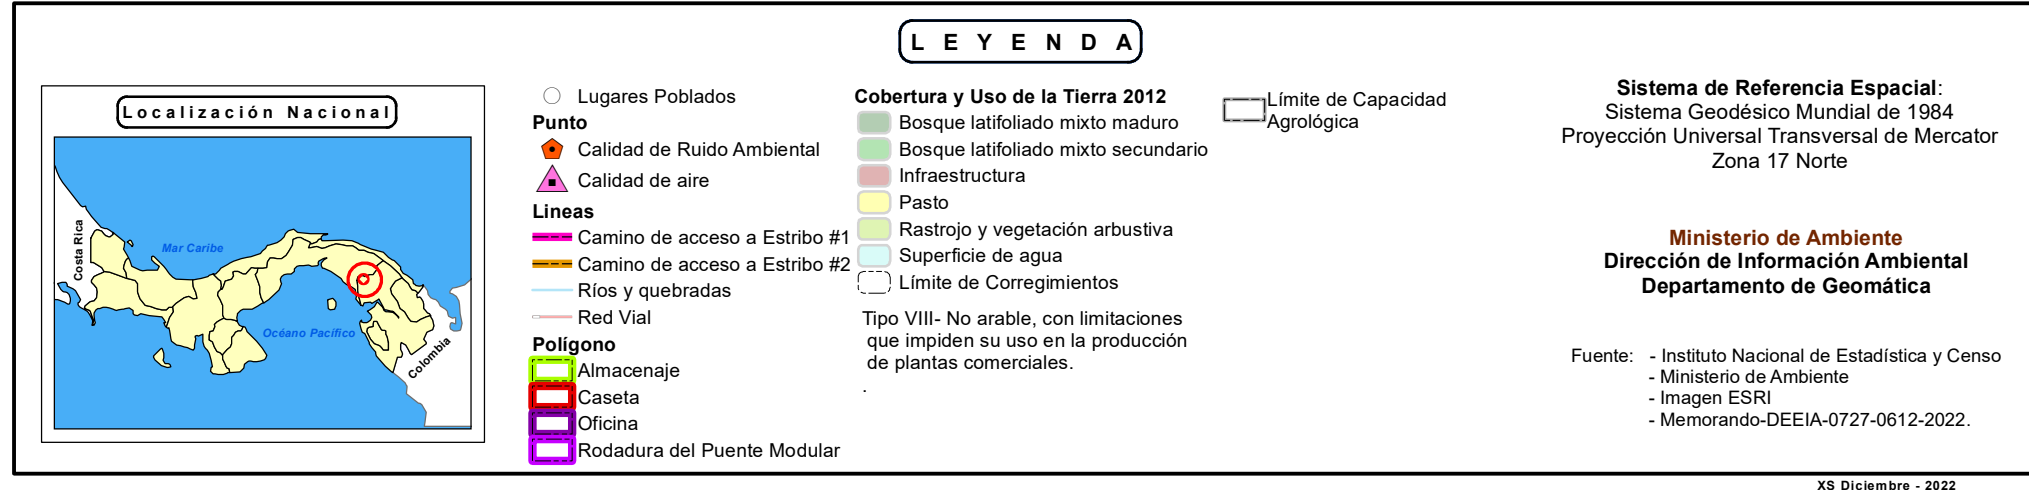 L E Y E N D A
Localización Nacional
Costa Rica
Mar Caribe
Océano Pacífico
Colombia
Lugares Poblados
Punto
Calidad de Ruido Ambiental
Calidad de aire
Lineas
Camino de acceso a Estribo #1
Camino de acceso a Estribo #2
Ríos y quebradas
Red Vial
Polígono
Almacenaje
Caseta
Oficina
Rodadura del Puente Modular
Cobertura y Uso de la Tierra 2012
Bosque latifoliado mixto maduro
Bosque latifoliado mixto secundario
Infraestructura
Pasto
Rastrojo y vegetación arbustiva
Superficie de agua
Límite de Corregimientos
Tipo VIII- No arable, con limitaciones
que impiden su uso en la producción
de plantas comerciales.
.
Límite de Capacidad
Agrológica
Sistema de Referencia Espacial:
Sistema Geodésico Mundial de 1984
Proyección Universal Transversal de Mercator
Zona 17 Norte
Ministerio de Ambiente
Dirección de Información Ambiental
Departamento de Geomática
Fuente: - Instituto Nacional de Estadística y Censo
- Ministerio de Ambiente
- Imagen ESRI
- Memorando-DEEIA-0727-0612-2022.
XS Diciembre - 2022